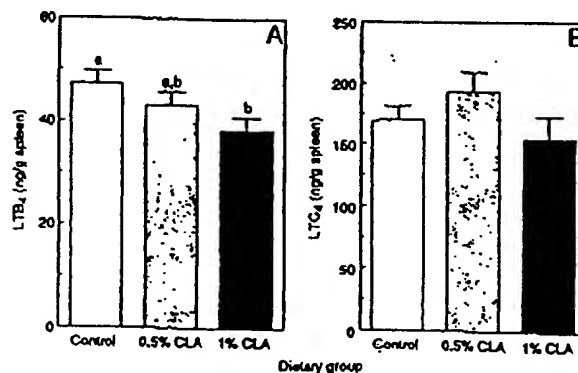 A
LTB4 (ng/g spleen)
60
40
20
0
a
a,b
b
Control
0.5% CLA
1% CLA
B
LTC4 (ng/g spleen)
250
200
150
100
50
0
Control
0.5% CLA
1% CLA
Dietary group